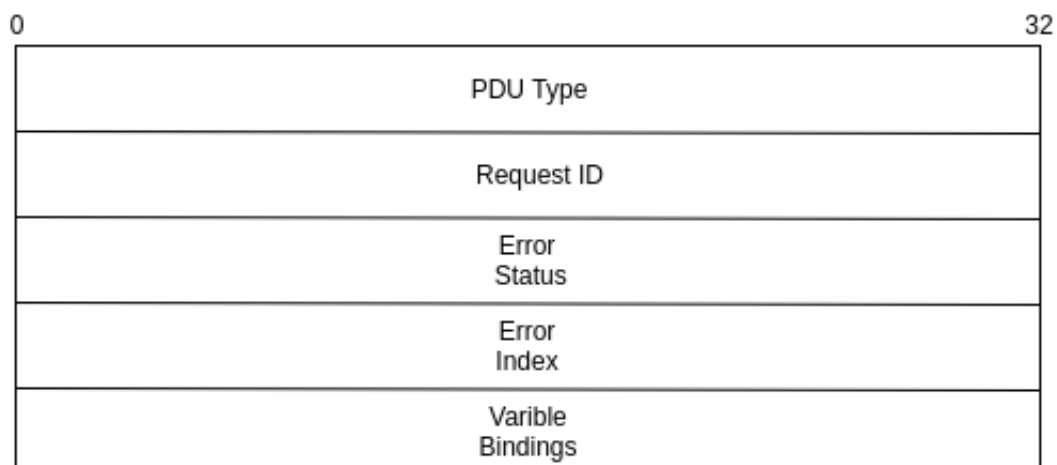 0 32
PDU Type
Request ID
Error
Status
Error
Index
Varible
Bindings